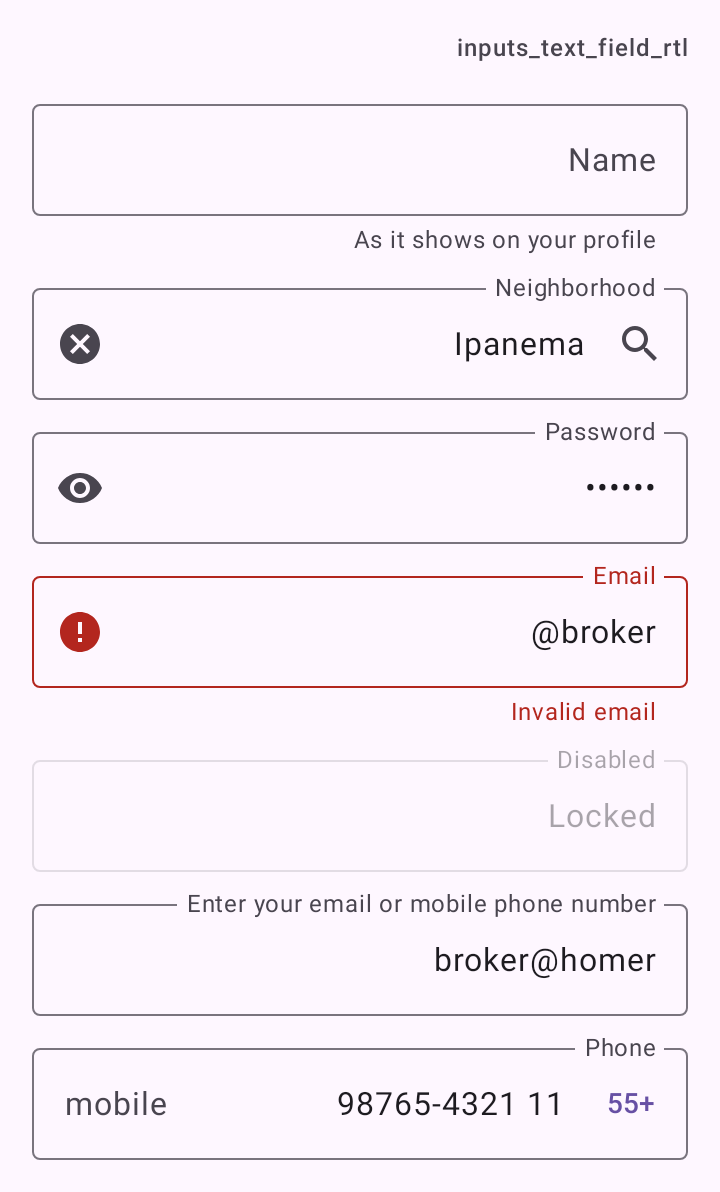 inputs_text_field_rtl
Name
As it shows on your profile
Neighborhood
Ipanema
Password
••••••
Email
@broker
Invalid email
Disabled
Locked
Enter your email or mobile phone number
broker@homer
Phone
mobile 98765-4321 11 55+